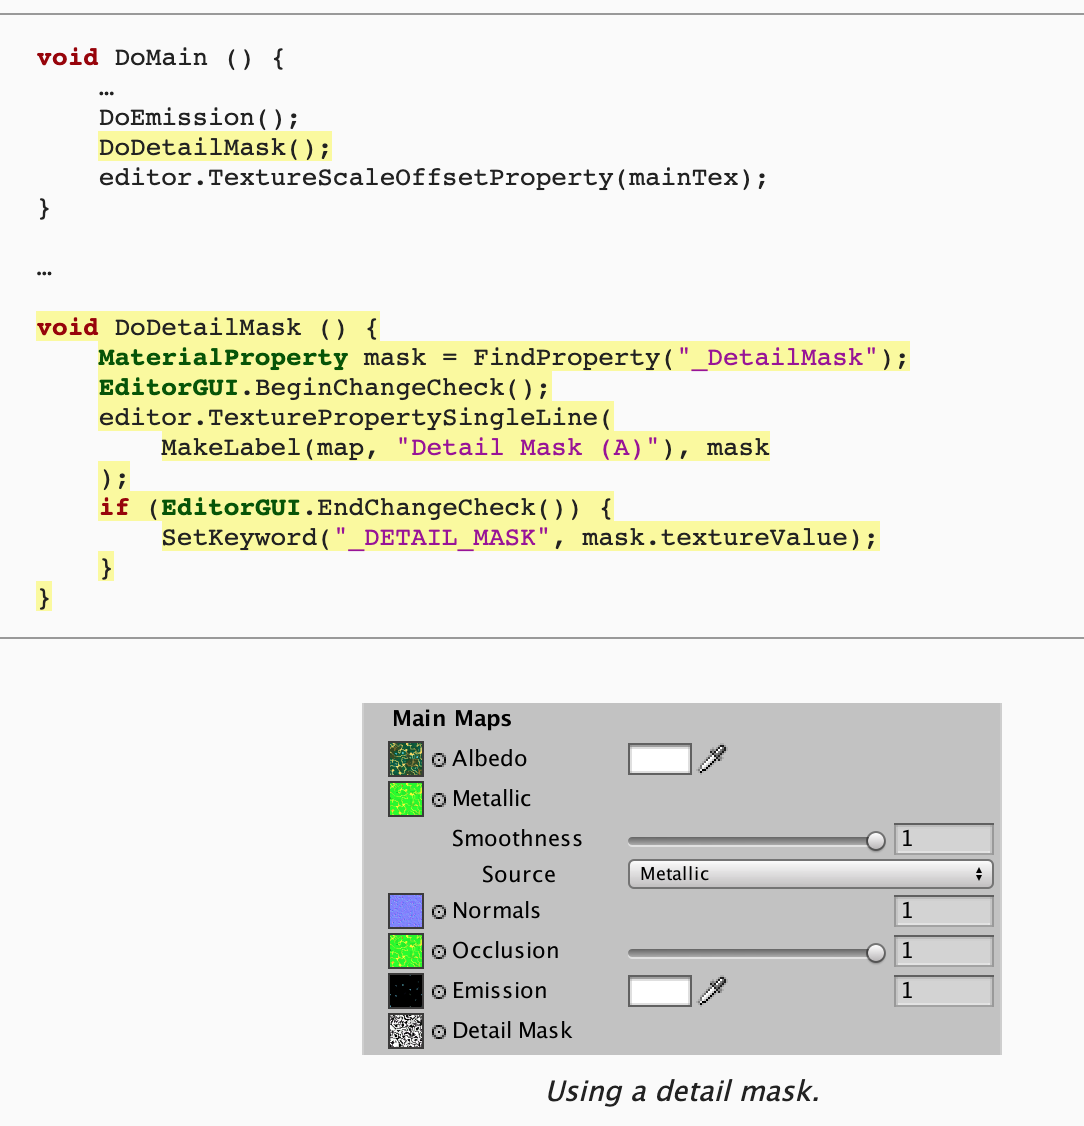 void DoMain () {
…
DoEmission();
DoDetailMask();
editor.TextureScaleOffsetProperty(mainTex);
}
…
void DoDetailMask () {
MaterialProperty mask = FindProperty("_DetailMask");
EditorGUI.BeginChangeCheck();
editor.TexturePropertySingleLine(
MakeLabel(map, "Detail Mask (A)"), mask
);
if (EditorGUI.EndChangeCheck()) {
SetKeyword("_DETAIL_MASK", mask.textureValue);
}
}
Main Maps
Albedo
Metallic
Smoothness 1
Source Metallic
Normals 1
Occlusion 1
Emission 1
Detail Mask
Using a detail mask.